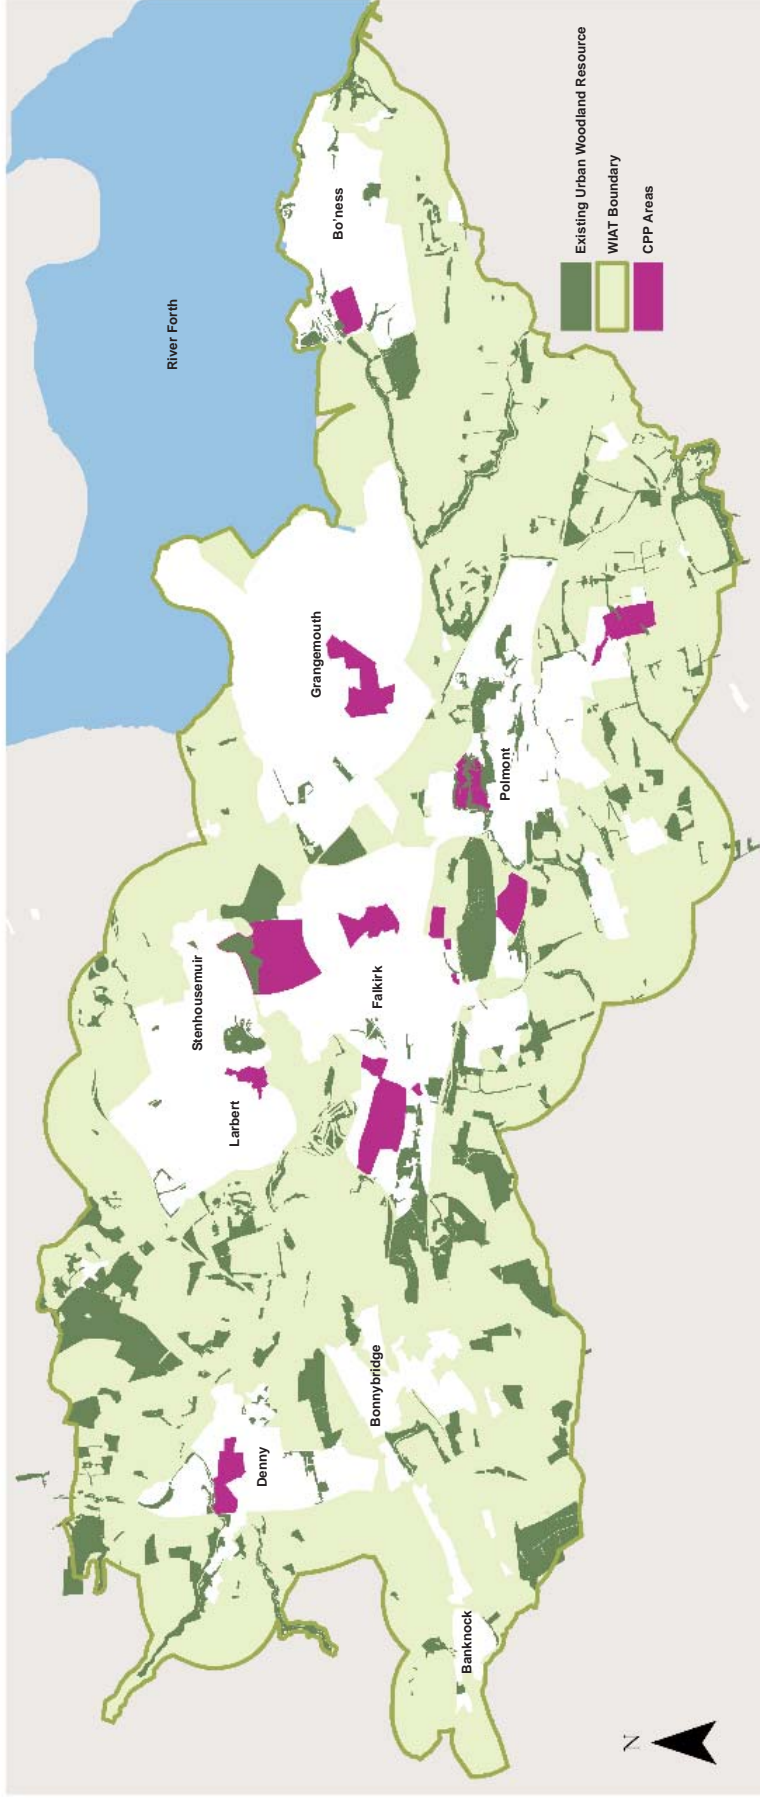 River Forth
Bo'ness
Grangemouth
Stenhousemuir
Larbert
Falkirk
Polmont
Denny
Bonnybridge
Banknock
Existing Urban Woodland Resource
WIAT Boundary
CPP Areas
N